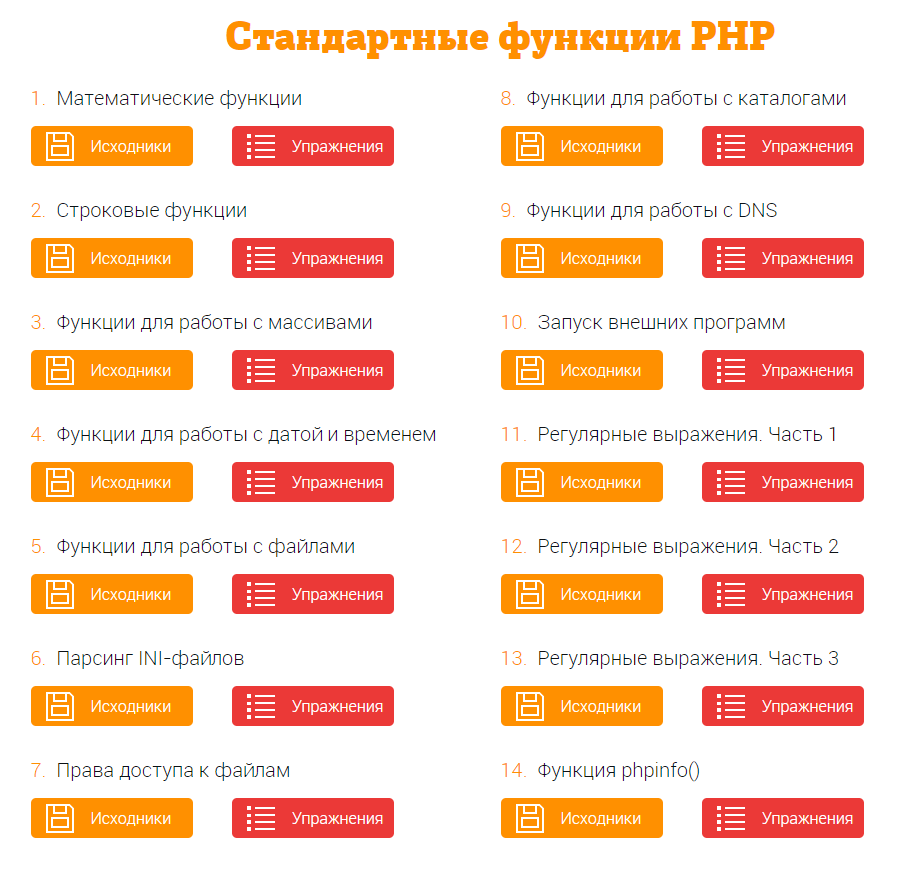 Стандартные функции PHP
1. Математические функции
Исходники
Упражнения
2. Строковые функции
Исходники
Упражнения
3. Функции для работы с массивами
Исходники
Упражнения
4. Функции для работы с датой и временем
Исходники
Упражнения
5. Функции для работы с файлами
Исходники
Упражнения
6. Парсинг INI-файлов
Исходники
Упражнения
7. Права доступа к файлам
Исходники
Упражнения
8. Функции для работы с каталогами
Исходники
Упражнения
9. Функции для работы с DNS
Исходники
Упражнения
10. Запуск внешних программ
Исходники
Упражнения
11. Регулярные выражения. Часть 1
Исходники
Упражнения
12. Регулярные выражения. Часть 2
Исходники
Упражнения
13. Регулярные выражения. Часть 3
Исходники
Упражнения
14. Функция phpinfo()
Исходники
Упражнения